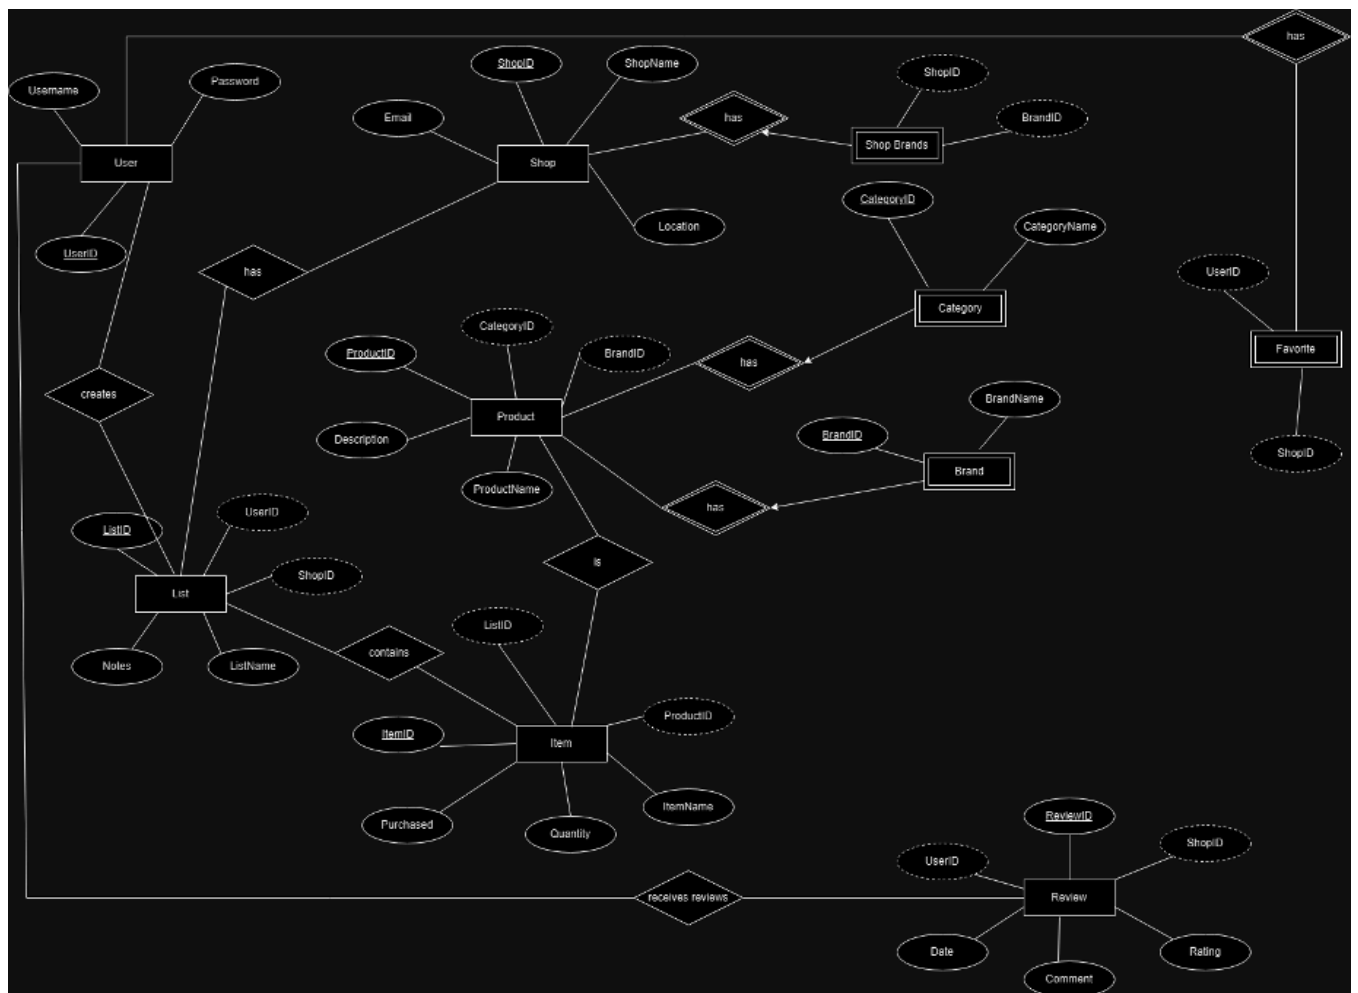 has
ShopID
ShopName
ShopID
Username
Password
Email
has
BrandID
Shop Brands
User
Shop
CategoryID
Location
CategoryName
UserID
has
UserID
CategoryID
Category
ProductID
BrandID
has
Favorite
creates
BrandName
Product
Description
BrandID
ShopID
Brand
ProductName
has
UserID
ListID
is
ShopID
List
ListID
contains
Notes
ListName
ProductID
ItemID
Item
ItemName
Purchased
Quantity
ReviewID
ShopID
UserID
receives reviews
Review
Date
Rating
Comment